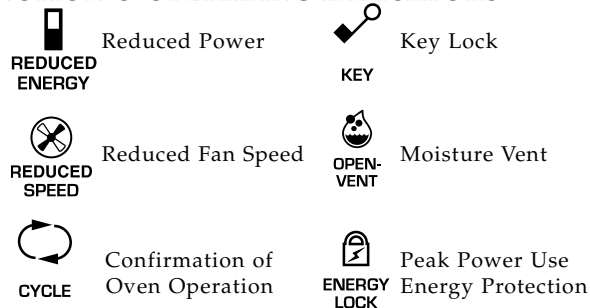 Reduced Power
REDUCED
ENERGY
Key Lock
KEY
Reduced Fan Speed
REDUCED
SPEED
Moisture Vent
OPEN-
VENT
Confirmation of
Oven Operation
CYCLE
Peak Power Use
Energy Protection
ENERGY
LOCK